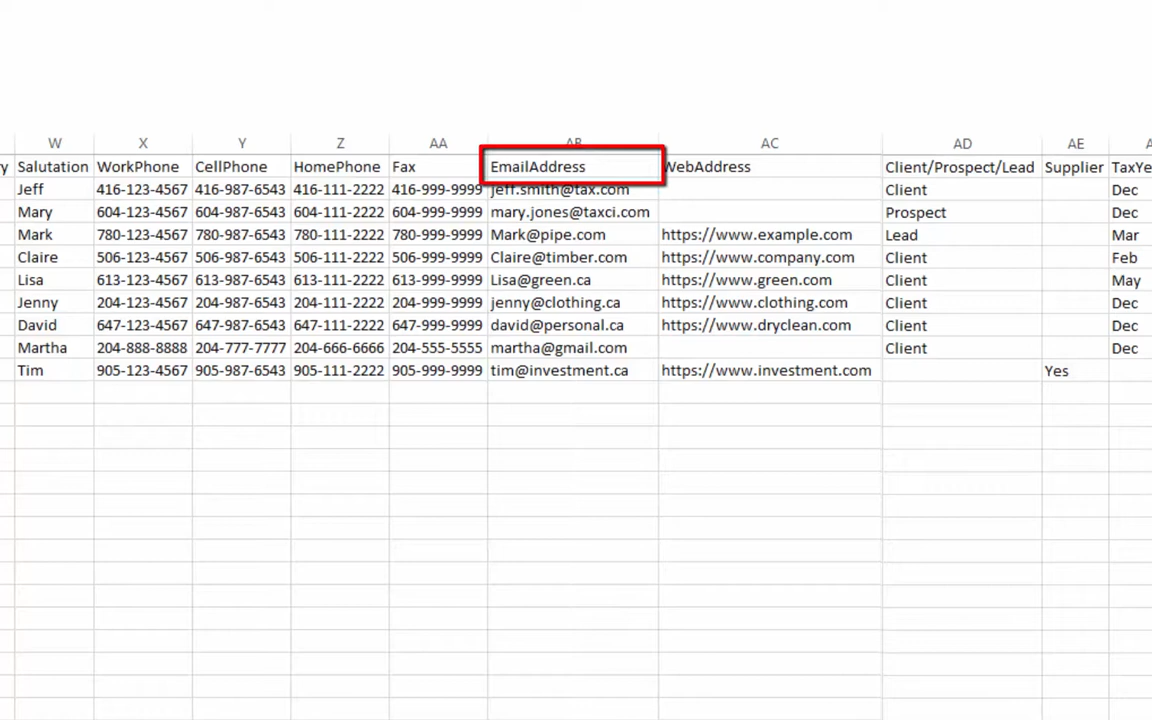 W X Y Z AA AB AC AD AE
Salutation WorkPhone CellPhone HomePhone Fax EmailAddress WebAddress Client/Prospect/Lead Supplier TaxYe
Jeff 416-123-4567 416-987-6543 416-111-2222 416-999-9999 jeff.smith@tax.com Client Dec
Mary 604-123-4567 604-987-6543 604-111-2222 604-999-9999 mary.jones@taxci.com Prospect Dec
Mark 780-123-4567 780-987-6543 780-111-2222 780-999-9999 Mark@pipe.com https://www.example.com Lead Mar
Claire 506-123-4567 506-987-6543 506-111-2222 506-999-9999 Claire@timber.com https://www.company.com Client Feb
Lisa 613-123-4567 613-987-6543 613-111-2222 613-999-9999 Lisa@green.ca https://www.green.com Client May
Jenny 204-123-4567 204-987-6543 204-111-2222 204-999-9999 jenny@clothing.ca https://www.clothing.com Client Dec
David 647-123-4567 647-987-6543 647-111-2222 647-999-9999 david@personal.ca https://www.dryclean.com Client Dec
Martha 204-888-8888 204-777-7777 204-666-6666 204-555-5555 martha@gmail.com Client Dec
Tim 905-123-4567 905-987-6543 905-111-2222 905-999-9999 tim@investment.ca https://www.investment.com Yes